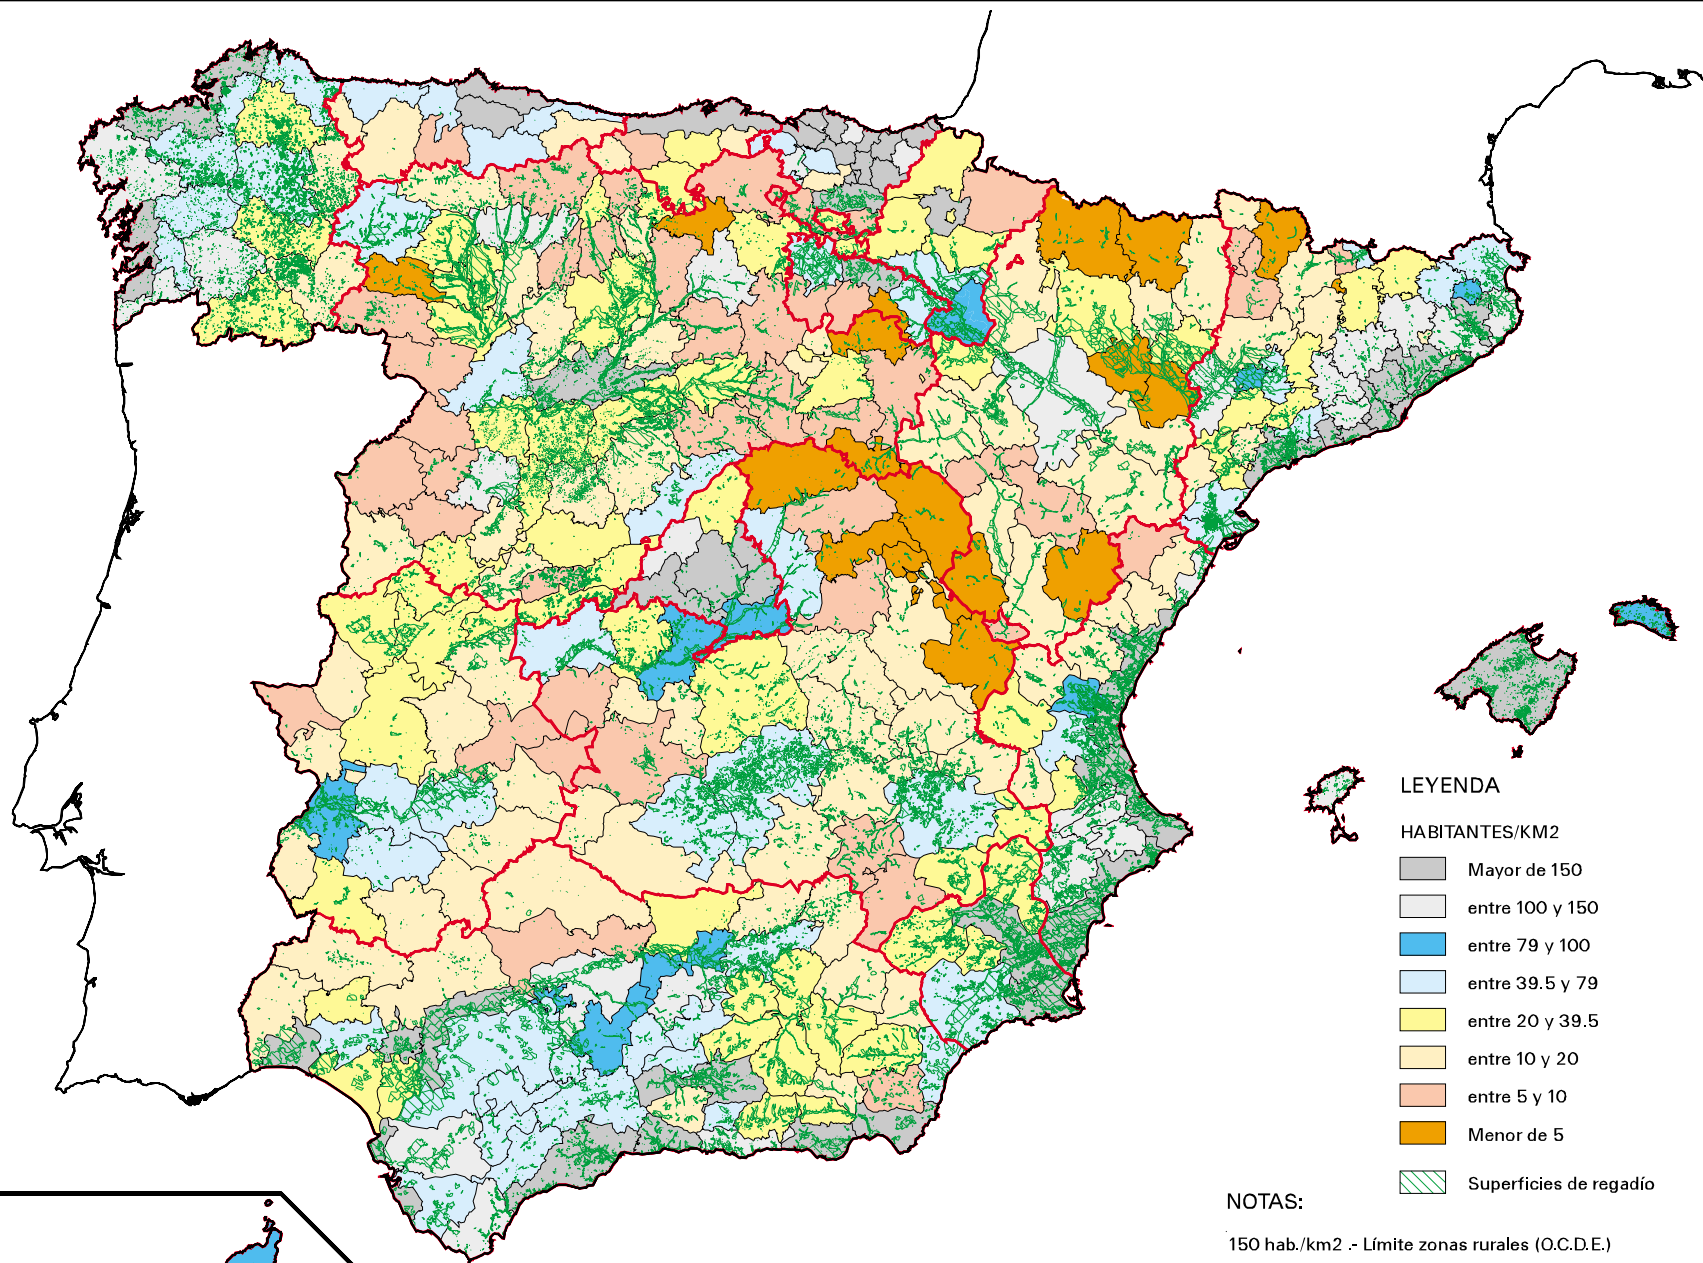 LEYENDA
HABITANTES/KM2
Mayor de 150
entre 100 y 150
entre 79 y 100
entre 39.5 y 79
entre 20 y 39.5
entre 10 y 20
entre 5 y 10
Menor de 5
Superficies de regadío
NOTAS:
150 hab./km2 .- Límite zonas rurales (O.C.D.E.)